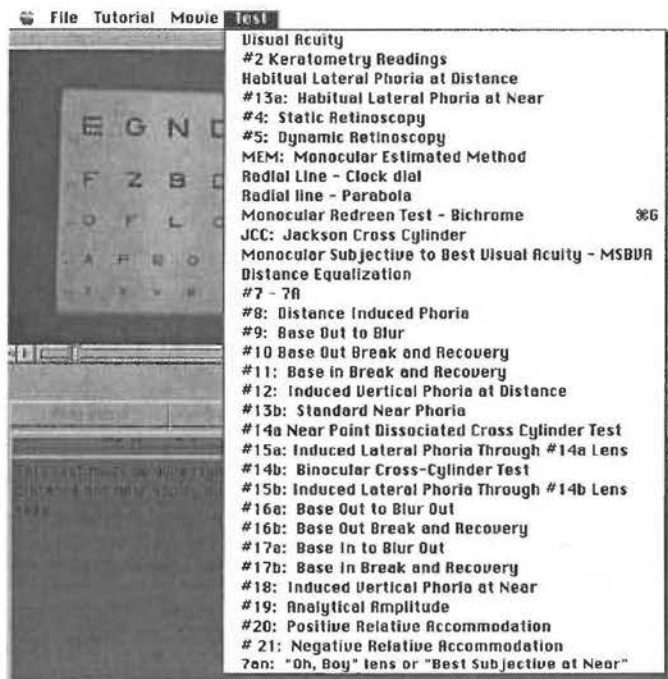 File Tutorial Movie Test
Visual Acuity
#2 Keratometry Readings
Habitual Lateral Phoria at Distance
#13a: Habitual Lateral Phoria at Near
#4: Static Retinoscopy
#5: Dynamic Retinoscopy
MEM: Monocular Estimated Method
Radial Line - Clock dial
Radial line - Parabola
Monocular Redreen Test - Bichrome ⌘G
JCC: Jackson Cross Cylinder
Monocular Subjective to Best Visual Acuity - MSBVA
Distance Equalization
#7 - 7A
#8: Distance Induced Phoria
#9: Base Out to Blur
#10 Base Out Break and Recovery
#11: Base in Break and Recovery
#12: Induced Vertical Phoria at Distance
#13b: Standard Near Phoria
#14a Near Point Dissociated Cross Cylinder Test
#15a: Induced Lateral Phoria Through #14a Lens
#14b: Binocular Cross-Cylinder Test
#15b: Induced Lateral Phoria Through #14b Lens
#16a: Base Out to Blur Out
#16b: Base Out Break and Recovery
#17a: Base In to Blur Out
#17b: Base in Break and Recovery
#18: Induced Vertical Phoria at Near
#19: Analytical Amplitude
#20: Positive Relative Accommodation
# 21: Negative Relative Accommodation
7an: "Oh, Boy" lens or "Best Subjective at Near"
E G N D
F Z B D
O F L C